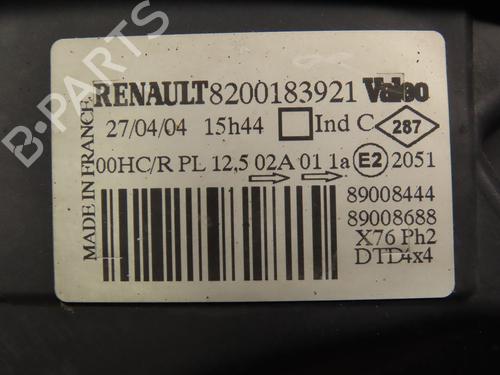 RENAULT 8200183921 Valeo
27/04/04 15h44 Ind C 287
00HC/R PL 12,5 02A 01 1a E2 2051
89008444
89008688
X76 Ph2
DTD4x4
MADE IN FRANCE
B-PARTS